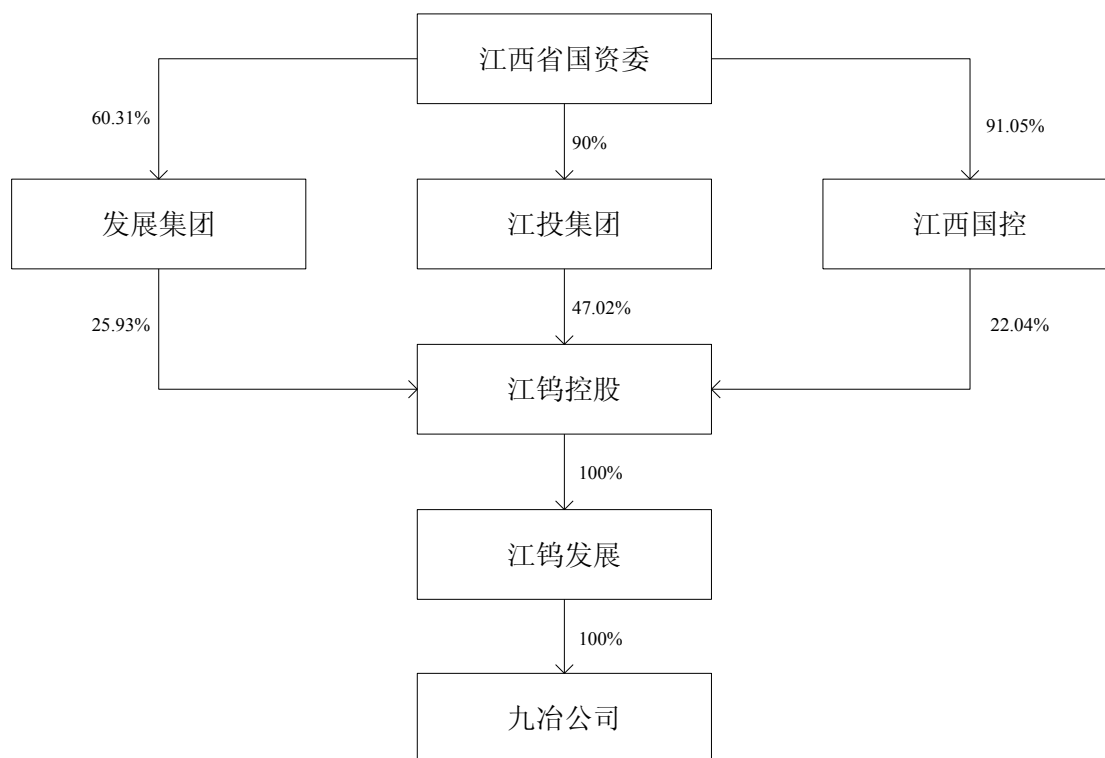 江西省国资委
60.31%
90%
91.05%
发展集团
江投集团
江西国控
25.93%
47.02%
22.04%
江钨控股
100%
江钨发展
100%
九冶公司